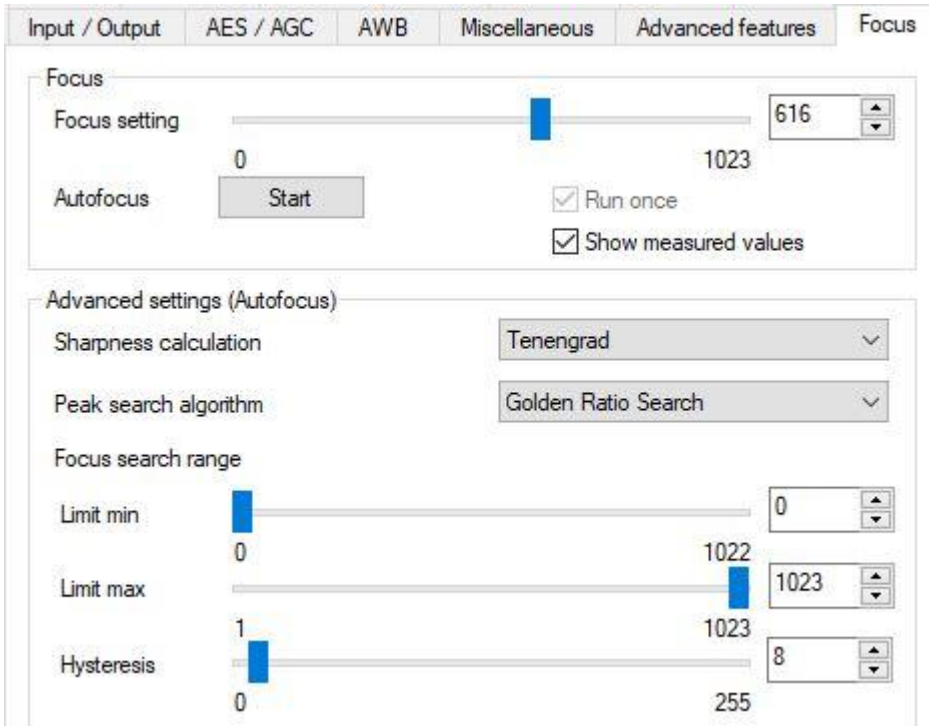 Input / Output AES / AGC AWB Miscellaneous Advanced features Focus
Focus
Focus setting 616
0 1023
Autofocus Start Run once
Show measured values
Advanced settings (Autofocus)
Sharpness calculation Tenengrad
Peak search algorithm Golden Ratio Search
Focus search range
Limit min 0
0 1022
Limit max 1023
1 1023
Hysteresis 8
0 255